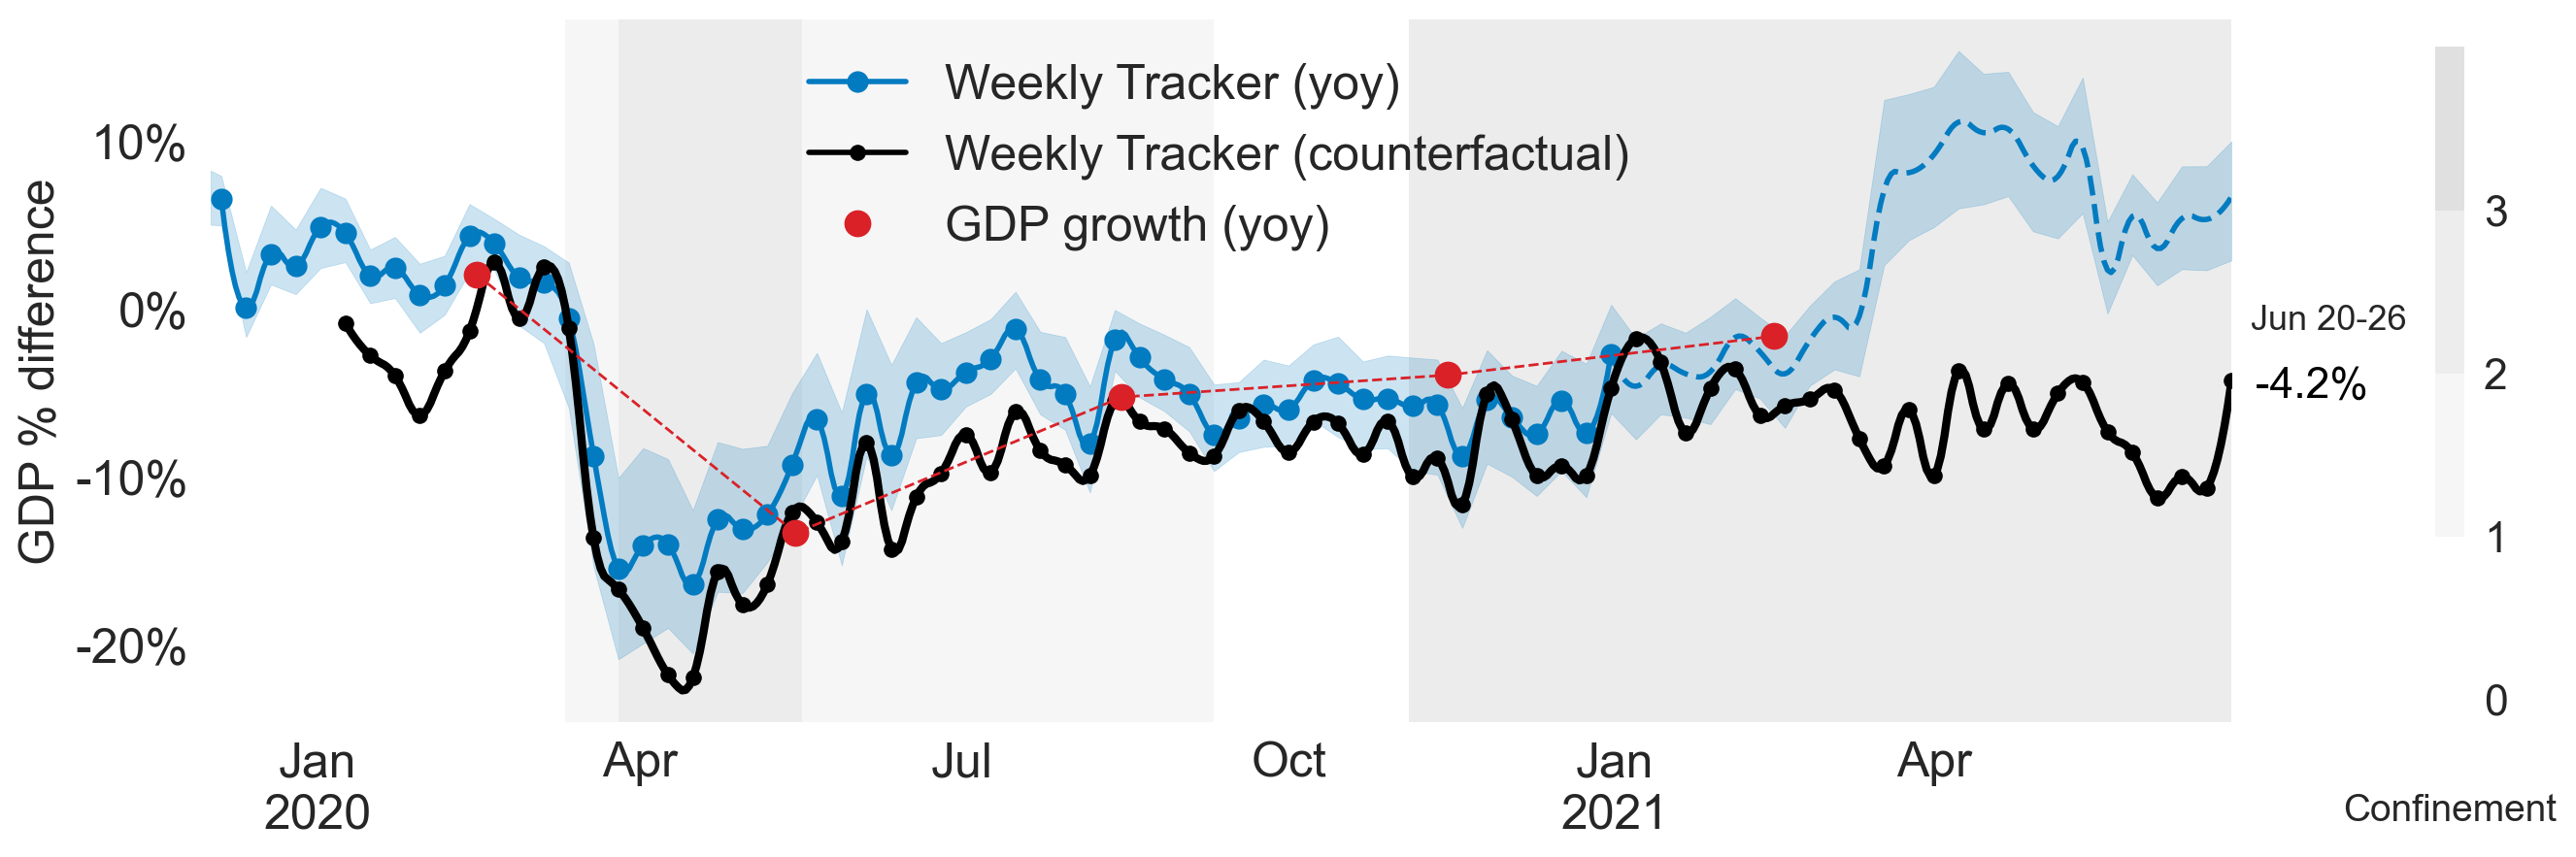 Weekly Tracker (yoy)
Weekly Tracker (counterfactual)
GDP growth (yoy)
GDP % difference
10%
0%
-10%
-20%
Jan
2020
Apr
Jul
Oct
Jan
2021
Apr
Jun 20-26
-4.2%
3
2
1
0
Confinement